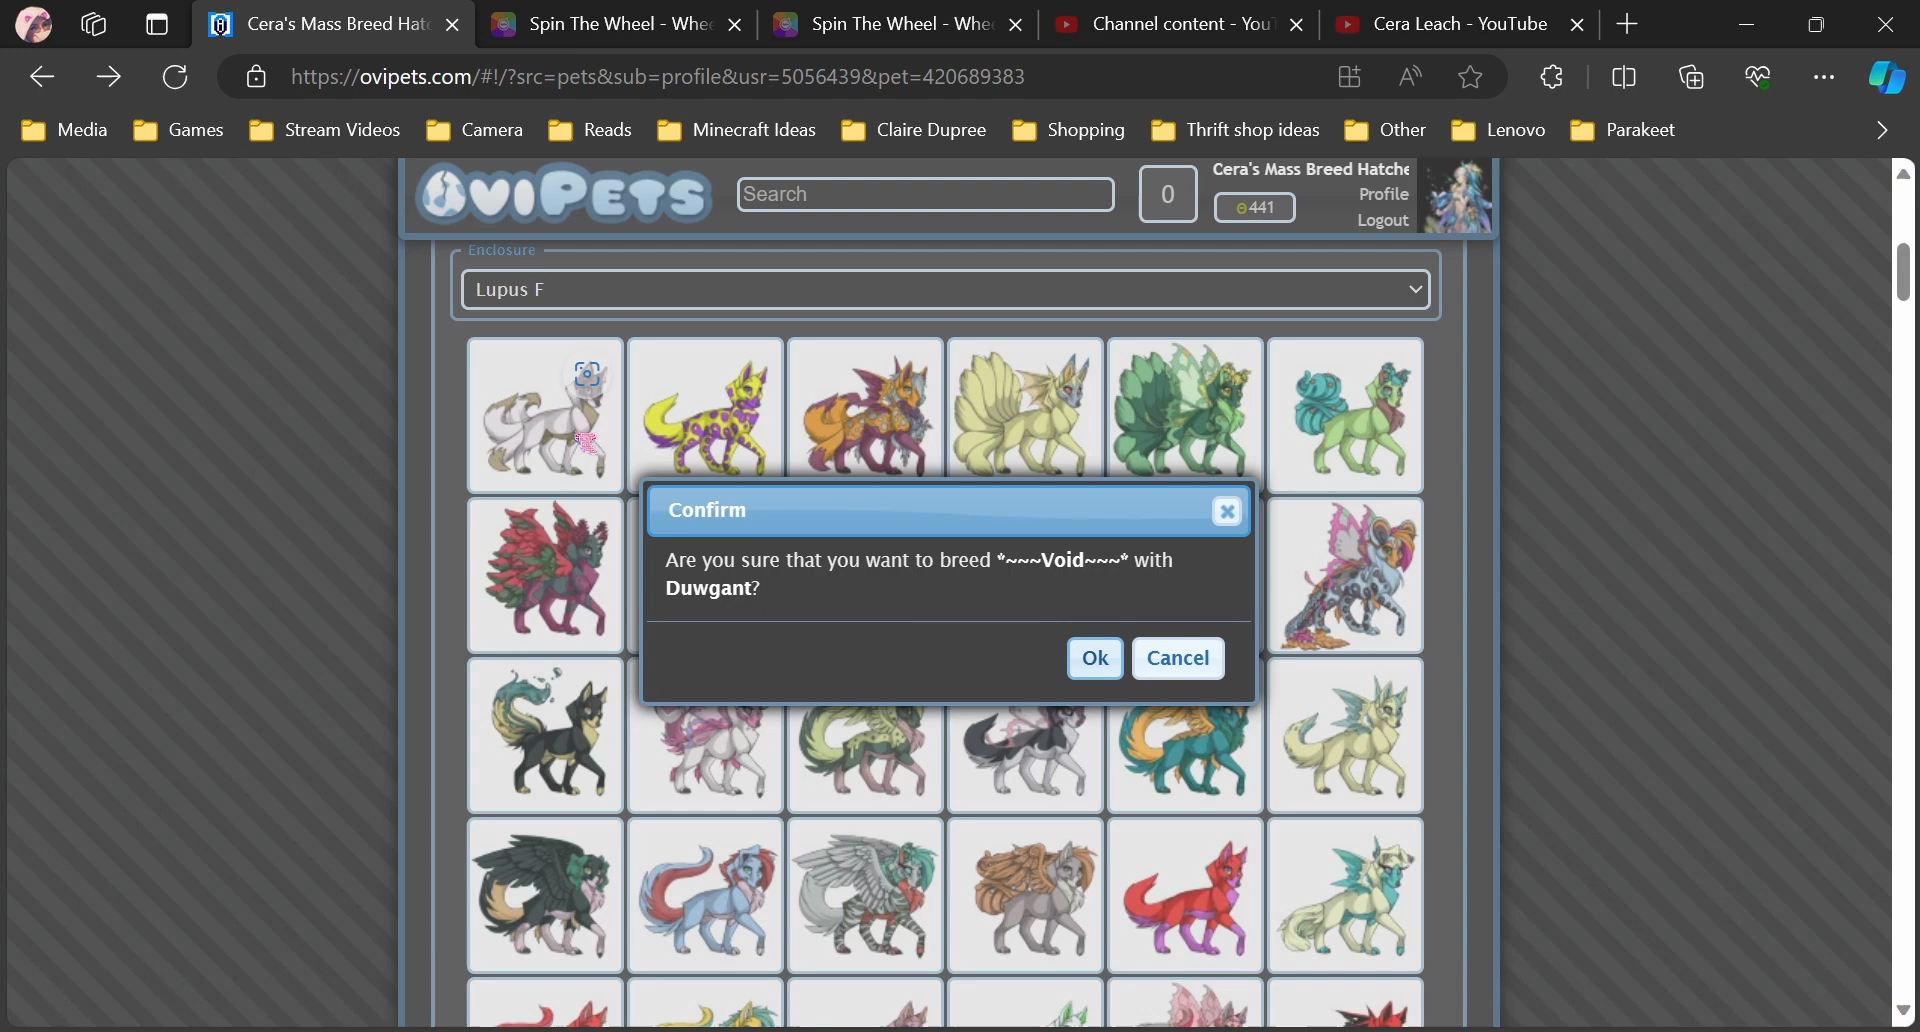 Cera's Mass Breed Hatc
Spin The Wheel - Whee
Spin The Wheel - Whee
Channel content - YouT
Cera Leach - YouTube
https://ovipets.com/#!/?src=pets&sub=profile&usr=5056439&pet=420689383
Media
Games
Stream Videos
Camera
Reads
Minecraft Ideas
Claire Dupree
Shopping
Thrift shop ideas
Other
Lenovo
Parakeet
OviPets
Search
0
Cera's Mass Breed Hatche
441
Profile
Logout
Enclosure
Lupus F
Confirm
Are you sure that you want to breed *~~~Void~~~* with
Duwgant?
Ok
Cancel